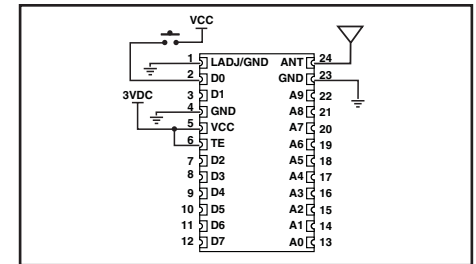 VCC
1 LADJ/GND ANT 24
2 D0 GND 23
3VDC 3 D1 A9 22
4 GND A8 21
5 VCC A7 20
6 TE A6 19
7 D2 A5 18
8 D3 A4 17
9 D4 A3 16
10 D5 A2 15
11 D6 A1 14
12 D7 A0 13